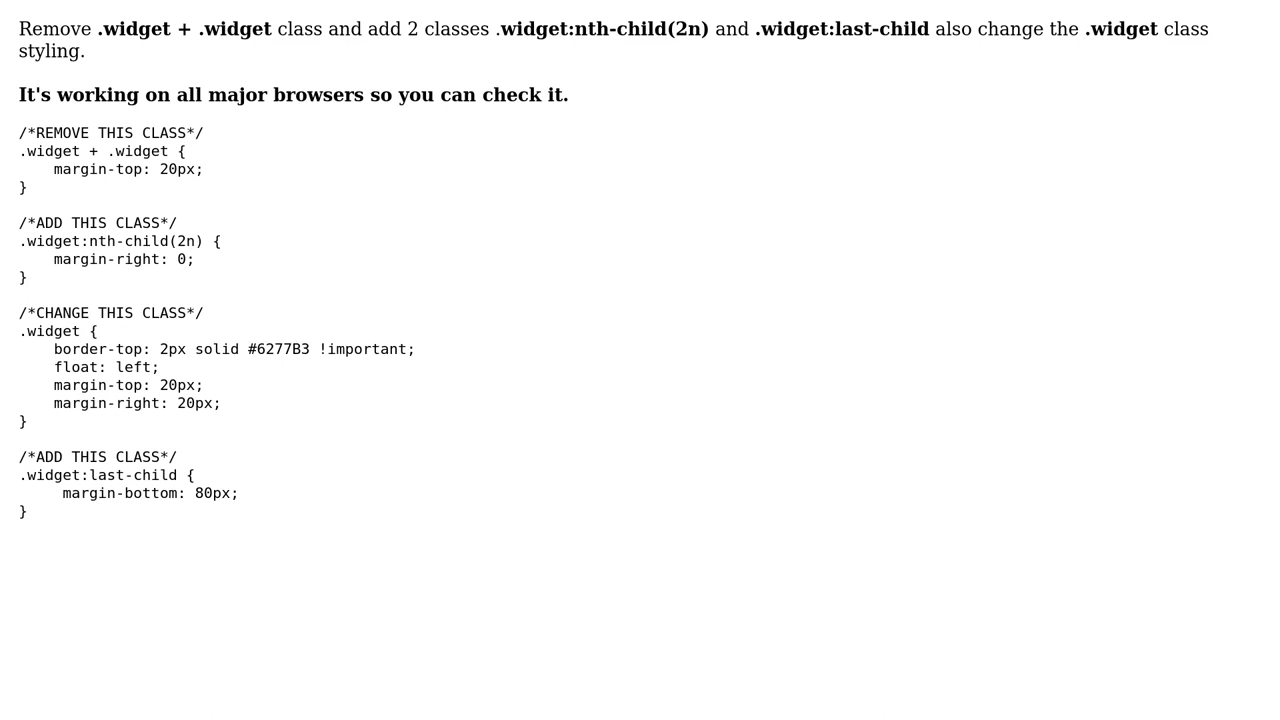 Remove .widget + .widget class and add 2 classes .widget:nth-child(2n) and .widget:last-child also change the .widget class
styling.
It's working on all major browsers so you can check it.
/*REMOVE THIS CLASS*/
.widget + .widget {
    margin-top: 20px;
}
/*ADD THIS CLASS*/
.widget:nth-child(2n) {
    margin-right: 0;
}
/*CHANGE THIS CLASS*/
.widget {
    border-top: 2px solid #6277B3 !important;
    float: left;
    margin-top: 20px;
    margin-right: 20px;
}
/*ADD THIS CLASS*/
.widget:last-child {
     margin-bottom: 80px;
}